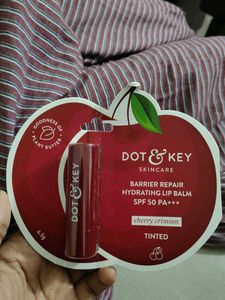 GOODNESS OF
PLANT BUTTER
DOT & KEY
SKINCARE
BARRIER REPAIR
HYDRATING LIP BALM
SPF 50 PA+++
cherry crimson
TINTED
DOT & KEY
4.5g